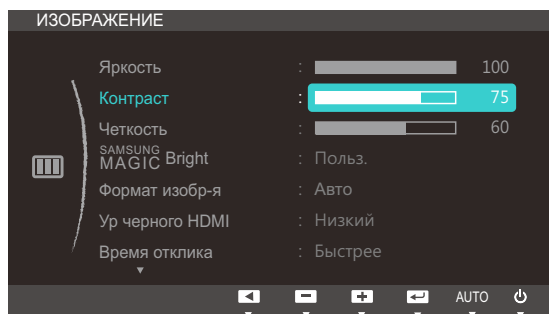 ИЗОБРАЖЕНИЕ
Яркость : 100
Контраст : 75
Четкость : 60
SAMSUNG MAGIC Bright : Польз.
Формат изобр-я : Авто
Ур черного HDMI : Низкий
Время отклика : Быстрее
AUTO